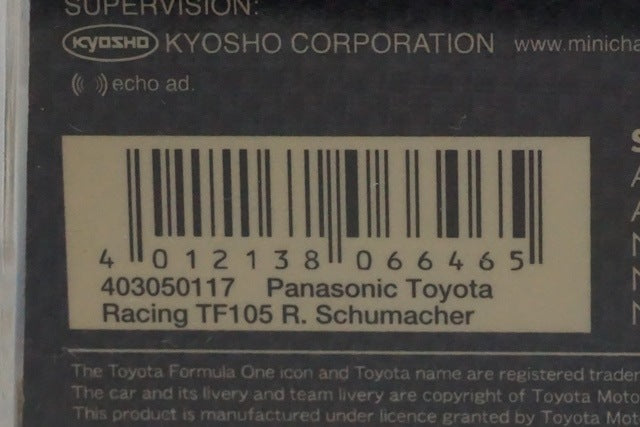 SUPERVISION:
KYOSHO KYOSHO CORPORATION www.minicha
echo ad.
4 012138 066465
403050117 Panasonic Toyota
Racing TF105 R. Schumacher
The Toyota Formula One icon and Toyota name are registered trader
The car and its livery and team livery are copyright of Toyota Moto
This product is manufactured under licence granted by Toyota Mot